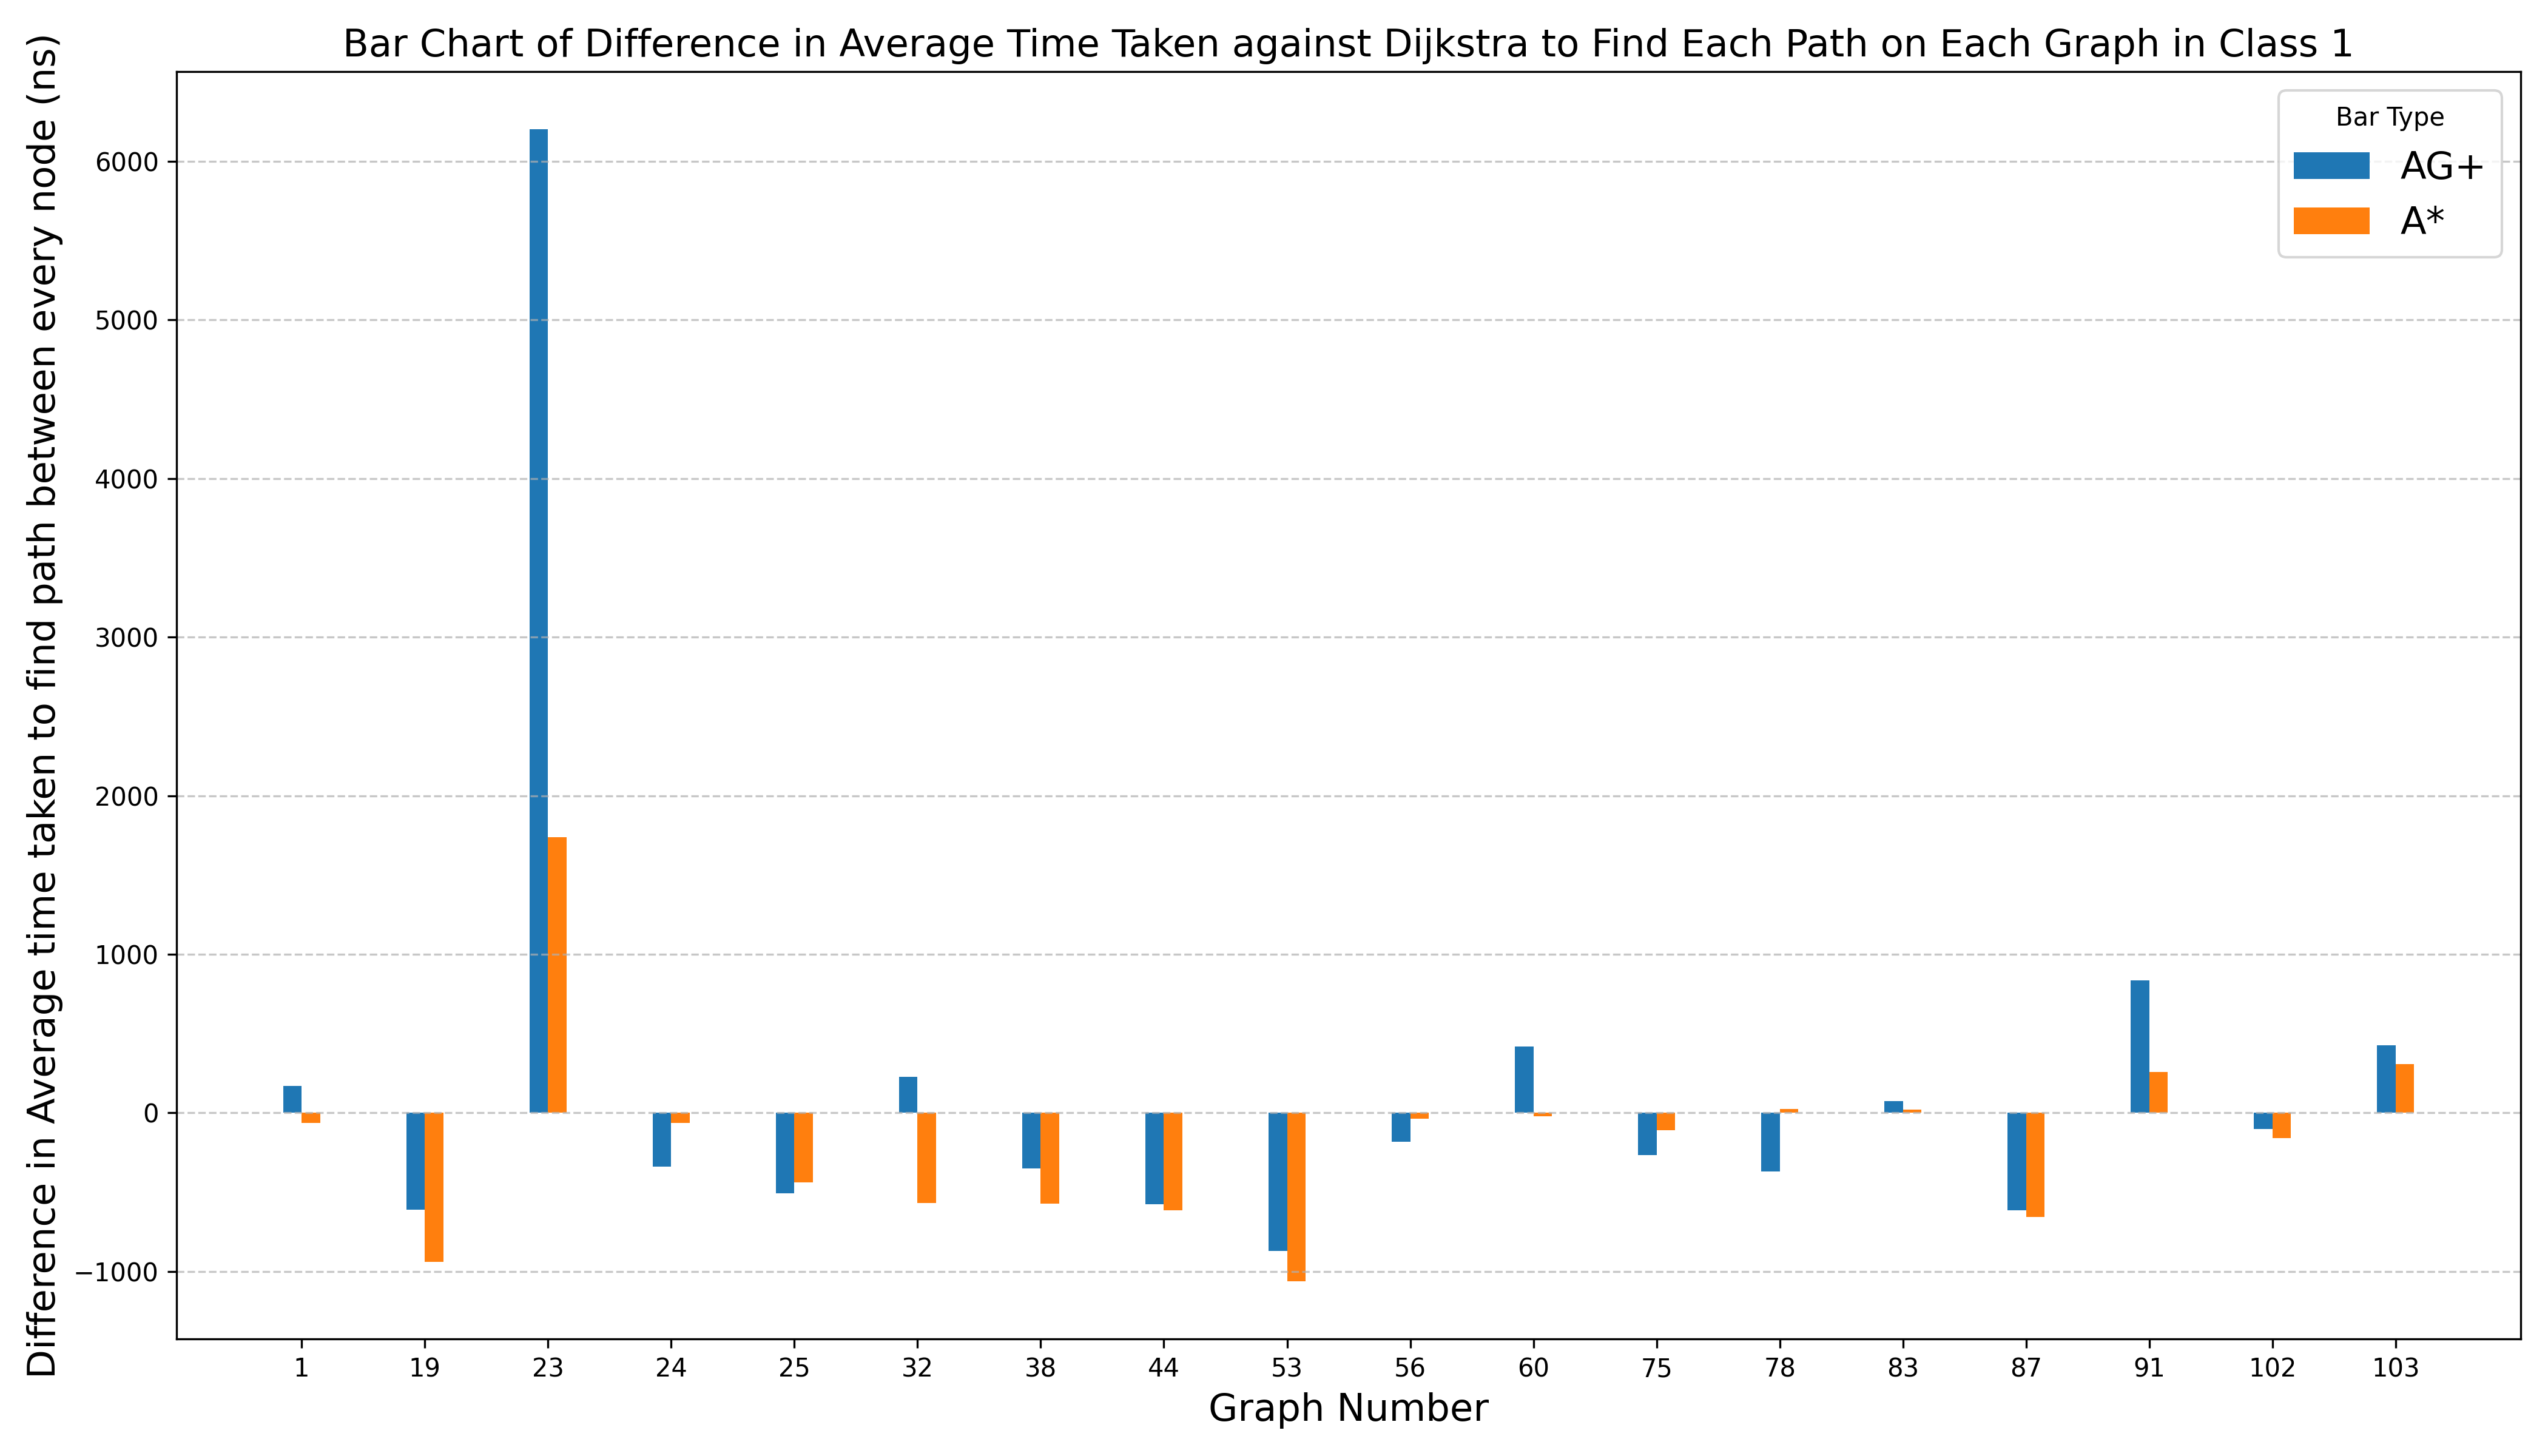 Bar Chart of Difference in Average Time Taken against Dijkstra to Find Each Path on Each Graph in Class 1
Difference in Average time taken to find path between every node (ns)
6000
5000
4000
3000
2000
1000
0
−1000
Bar Type
AG+
A*
1 19 23 24 25 32 38 44 53 56 60 75 78 83 87 91 102 103
Graph Number